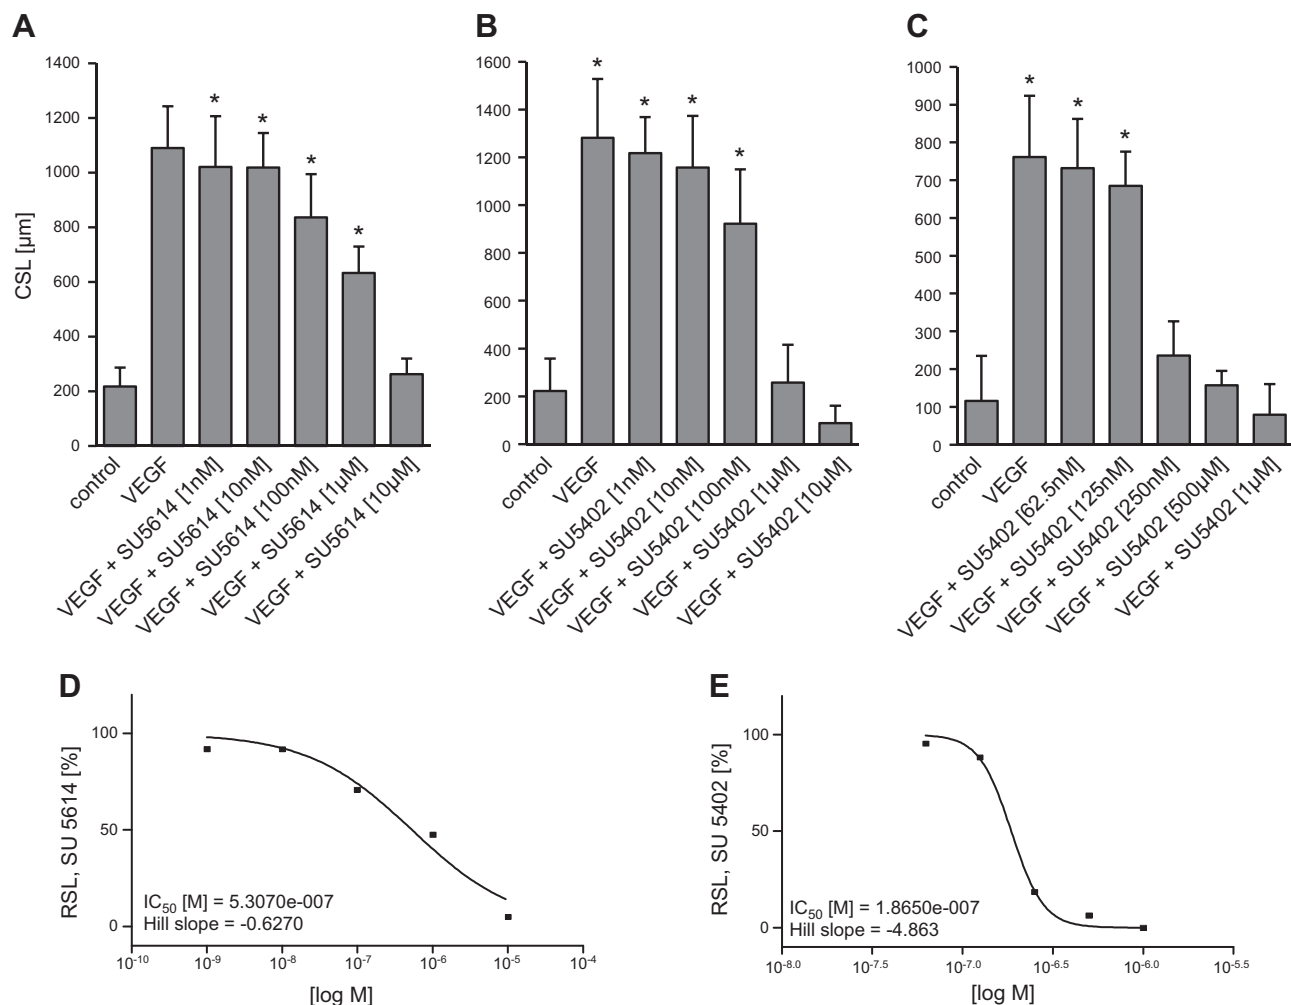 A
B
C
CSL [µm]
1400
1200
1000
800
600
400
200
0
*
*
*
*
control
VEGF
VEGF + SU5614 [1nM]
VEGF + SU5614 [10nM]
VEGF + SU5614 [100nM]
VEGF + SU5614 [1µM]
VEGF + SU5614 [10µM]
1600
1400
1200
1000
800
600
400
200
0
*
*
*
*
control
VEGF
VEGF + SU5402 [1nM]
VEGF + SU5402 [10nM]
VEGF + SU5402 [100nM]
VEGF + SU5402 [1µM]
VEGF + SU5402 [10µM]
1000
900
800
700
600
500
400
300
200
100
0
*
*
*
control
VEGF
VEGF + SU5402 [62.5nM]
VEGF + SU5402 [125nM]
VEGF + SU5402 [250nM]
VEGF + SU5402 [500µM]
VEGF + SU5402 [1µM]
D
RSL, SU 5614 [%]
100
50
0
IC50 [M] = 5.3070e-007
Hill slope = -0.6270
10-10 10-9 10-8 10-7 10-6 10-5 10-4
[log M]
E
RSL, SU 5402 [%]
100
50
0
IC50 [M] = 1.8650e-007
Hill slope = -4.863
10-8.0 10-7.5 10-7.0 10-6.5 10-6.0 10-5.5
[log M]